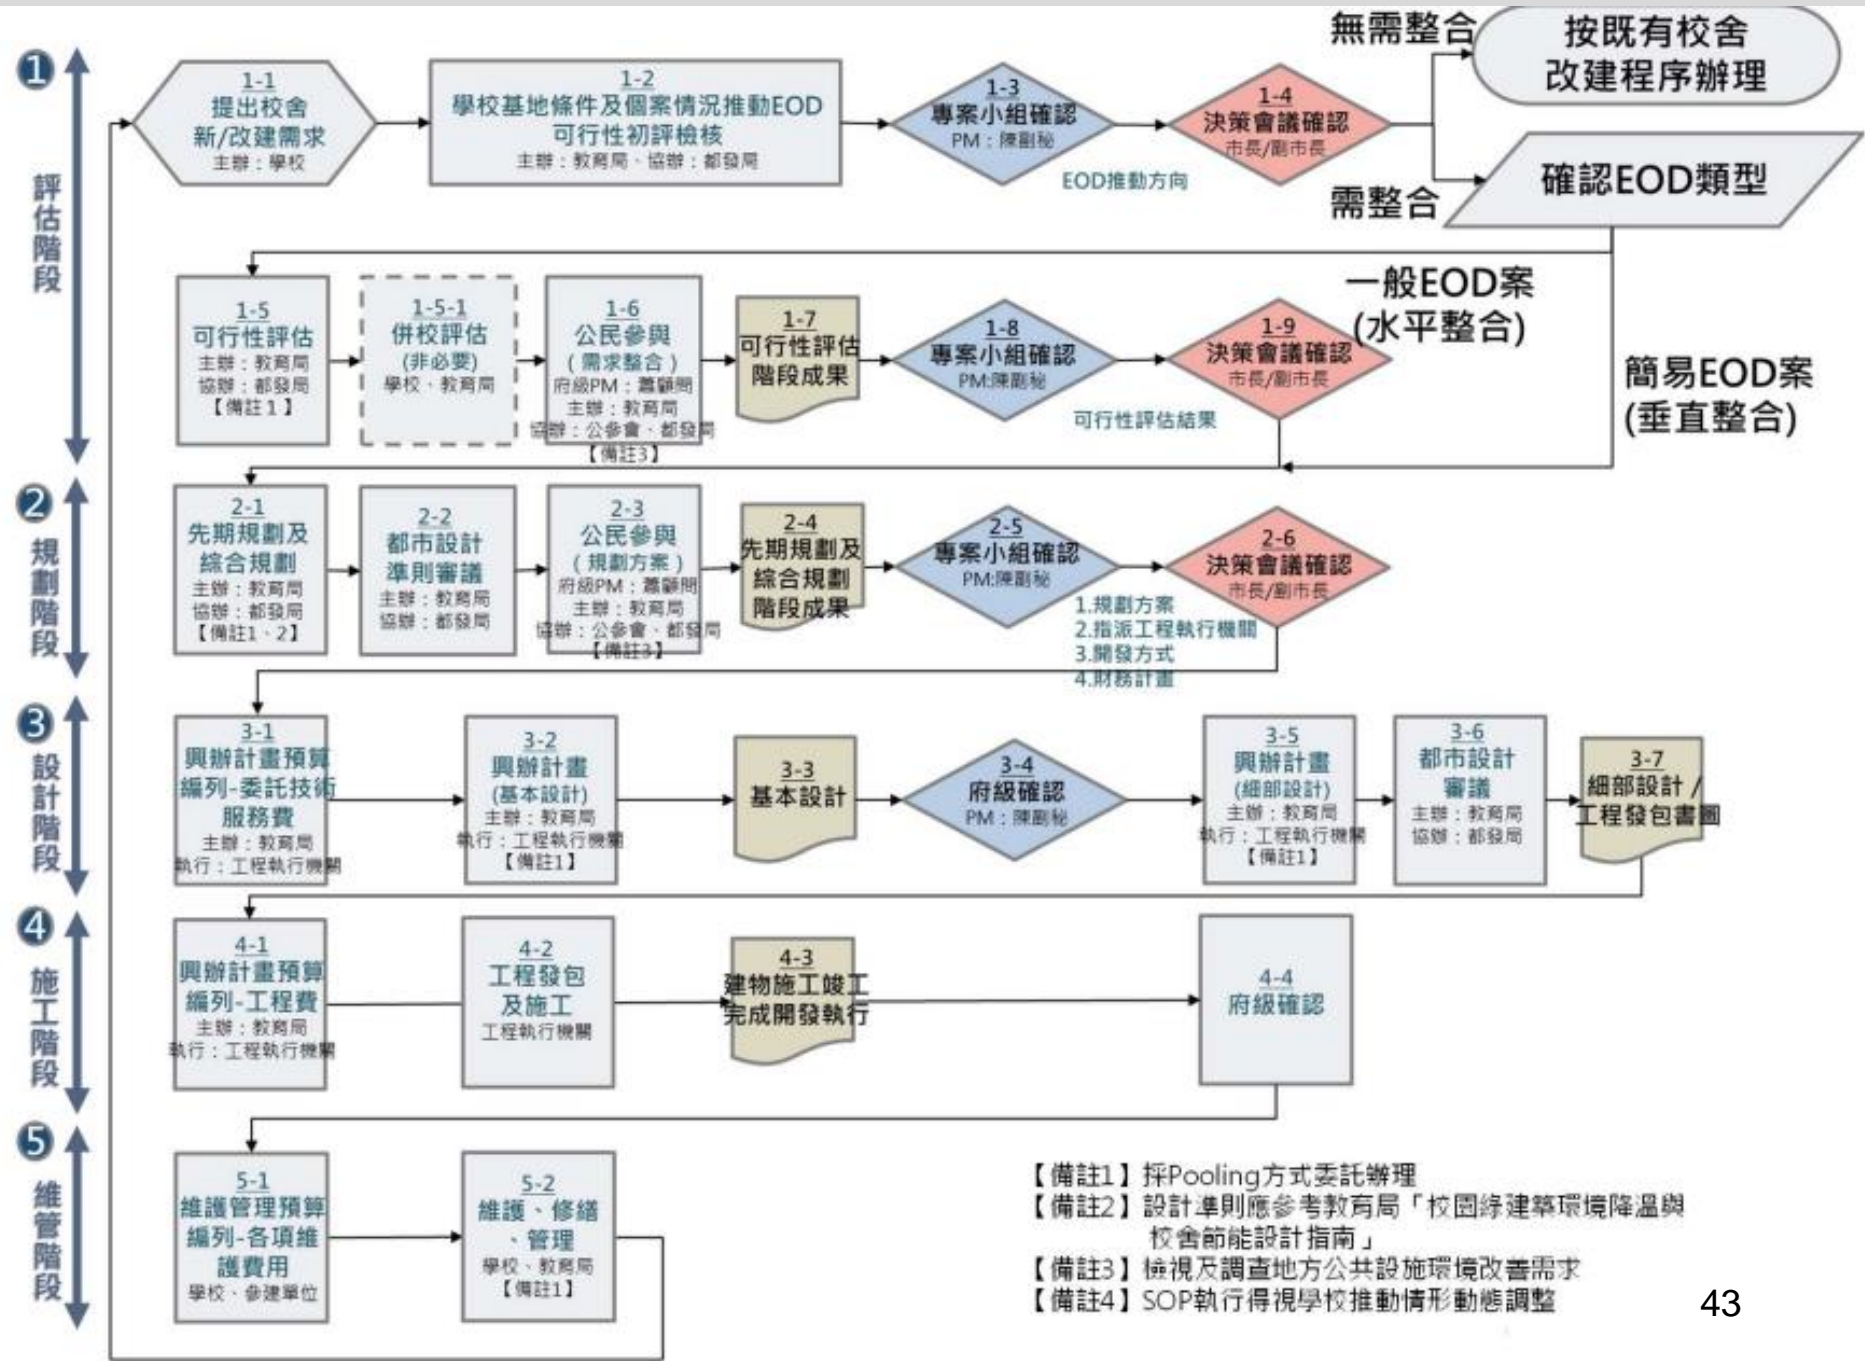 1
評估階段
1-1
提出校舍
新/改建需求
主辦：學校
1-2
學校基地條件及個案情況推動EOD
可行性初評檢核
主辦：教育局、協辦：都發局
1-3
專案小組確認
PM：陳副秘
EOD推動方向
1-4
決策會議確認
市長/副市長
無需整合
按既有校舍
改建程序辦理
需整合
確認EOD類型
1-5
可行性評估
主辦：教育局
協辦：都發局
【備註1】
1-5-1
併校評估
(非必要)
學校、教育局
1-6
公民參與
(需求整合)
府級PM：蕭顧問
主辦：教育局
協辦：公參會、都發局
【備註3】
1-7
可行性評估
階段成果
1-8
專案小組確認
PM:陳副秘
可行性評估結果
1-9
決策會議確認
市長/副市長
一般EOD案
(水平整合)
簡易EOD案
(垂直整合)
2
規劃階段
2-1
先期規劃及
綜合規劃
主辦：教育局
協辦：都發局
【備註1、2】
2-2
都市設計
準則審議
主辦：教育局
協辦：都發局
2-3
公民參與
(規劃方案)
府級PM：蕭顧問
主辦：教育局
協辦：公參會、都發局
【備註3】
2-4
先期規劃及
綜合規劃
階段成果
2-5
專案小組確認
PM:陳副秘
2-6
決策會議確認
市長/副市長
1.規劃方案
2.指派工程執行機關
3.開發方式
4.財務計畫
3
設計階段
3-1
興辦計畫預算
編列-委託技術
服務費
主辦：教育局
執行：工程執行機關
3-2
興辦計畫
(基本設計)
主辦：教育局
執行：工程執行機關
【備註1】
3-3
基本設計
3-4
府級確認
PM：陳副秘
3-5
興辦計畫
(細部設計)
主辦：教育局
執行：工程執行機關
【備註1】
3-6
都市設計
審議
主辦：教育局
協辦：都發局
3-7
細部設計/
工程發包書圖
4
施工階段
4-1
興辦計畫預算
編列-工程費
主辦：教育局
執行：工程執行機關
4-2
工程發包
及施工
工程執行機關
4-3
建物施工竣工
完成開發執行
4-4
府級確認
5
維管階段
5-1
維護管理預算
編列-各項維
護費用
學校、參建單位
5-2
維護、修繕
、管理
學校、教育局
【備註1】
【備註1】採Pooling方式委託辦理
【備註2】設計準則應參考教育局「校園綠建築環境降溫與
校舍節能設計指南」
【備註3】檢視及調查地方公共設施環境改善需求
【備註4】SOP執行得視學校推動情形動態調整
43